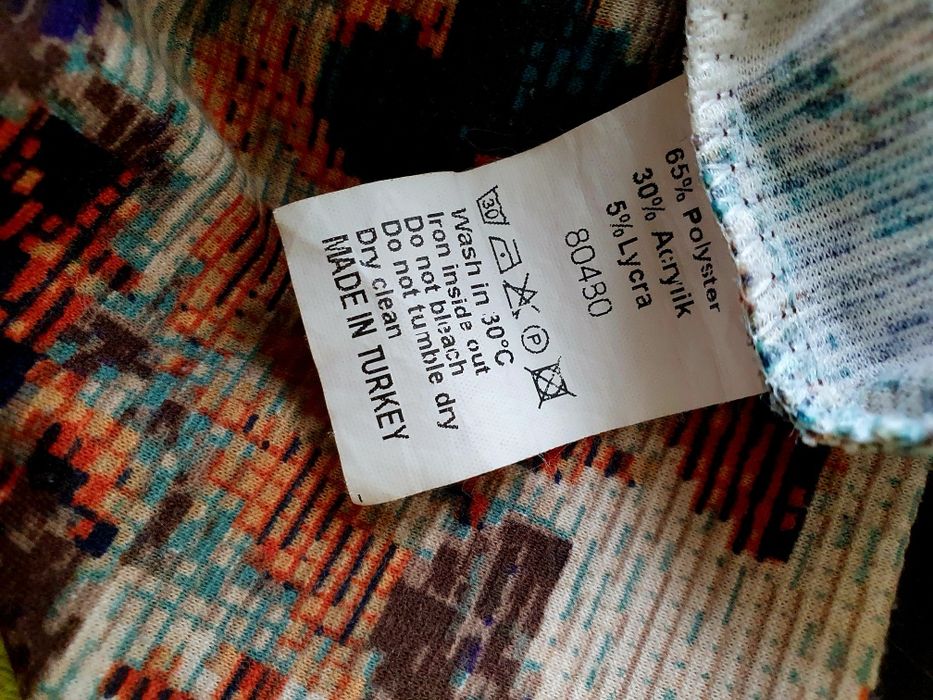 65% Polyster
30% Acrylik
5% Lycra
80480
30 P
Wash in 30°C
Iron inside out
Do not bleach
Do not tumble dry
Dry clean
MADE IN TURKEY